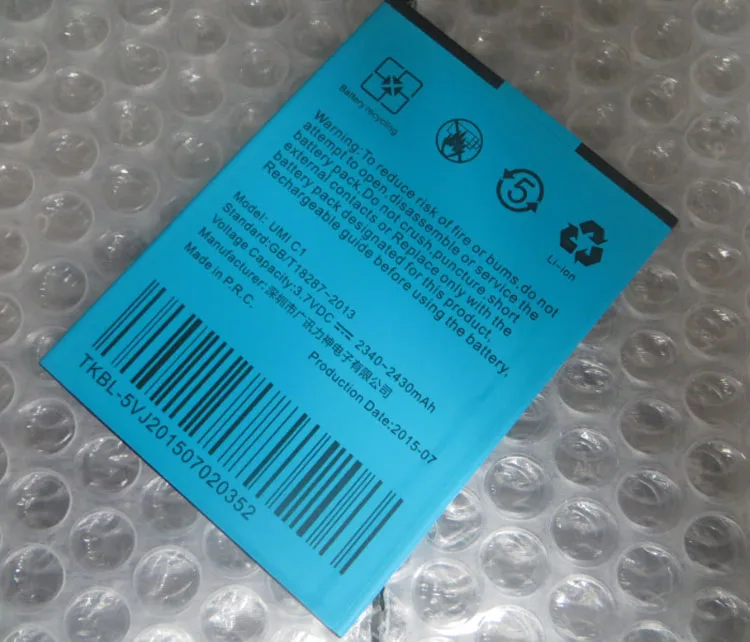 Battery recycling
5
Li-ion
Warning:To reduce risk of fire or burns,do not
attempt to open,disassemble or service the
battery pack.Do not crush,puncture,short
external contacts or Replace only with the
battery pack designated for this product.
Rechargeable guide before using the battery.
Model: UMI C1
Standard:GB/T18287-2013
Voltage Capacity:3.7VDC 2340~2430mAh
Manufacturer:深圳市广讯力神电子有限公司
Made in P.R.C.
Production Date:2015-07
TKBL-5VJ201507020352